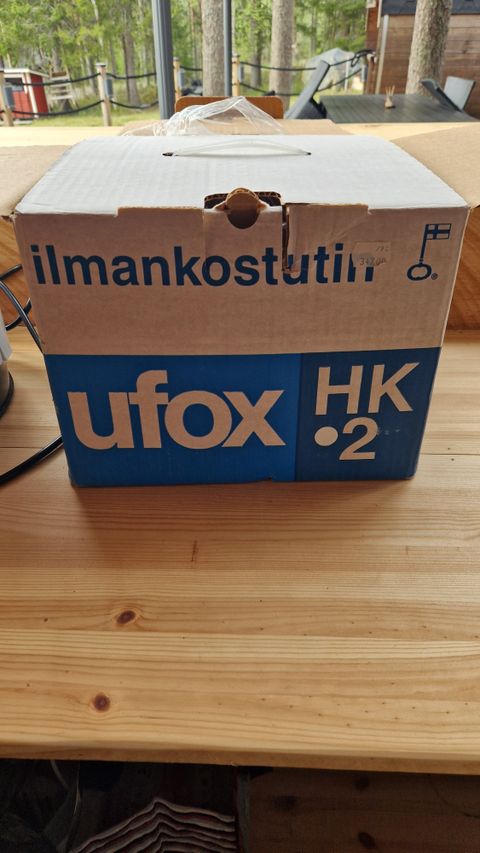 ilmankostutin
ufox
HK
•2
®